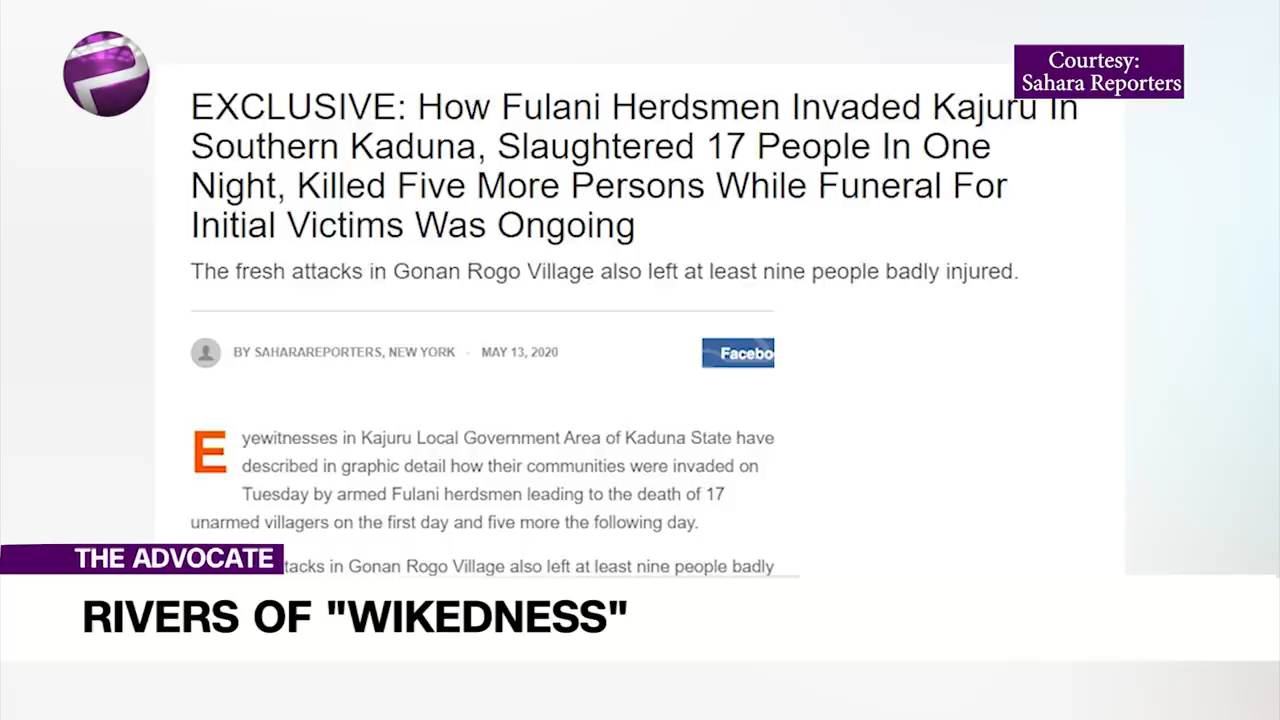 Courtesy:
Sahara Reporters
EXCLUSIVE: How Fulani Herdsmen Invaded Kajuru In
Southern Kaduna, Slaughtered 17 People In One
Night, Killed Five More Persons While Funeral For
Initial Victims Was Ongoing
The fresh attacks in Gonan Rogo Village also left at least nine people badly injured.
BY SAHARAREPORTERS, NEW YORK - MAY 13, 2020
Facebo
Eyewitnesses in Kajuru Local Government Area of Kaduna State have
described in graphic detail how their communities were invaded on
Tuesday by armed Fulani herdsmen leading to the death of 17
unarmed villagers on the first day and five more the following day.
tacks in Gonan Rogo Village also left at least nine people badly
THE ADVOCATE
RIVERS OF "WIKEDNESS"